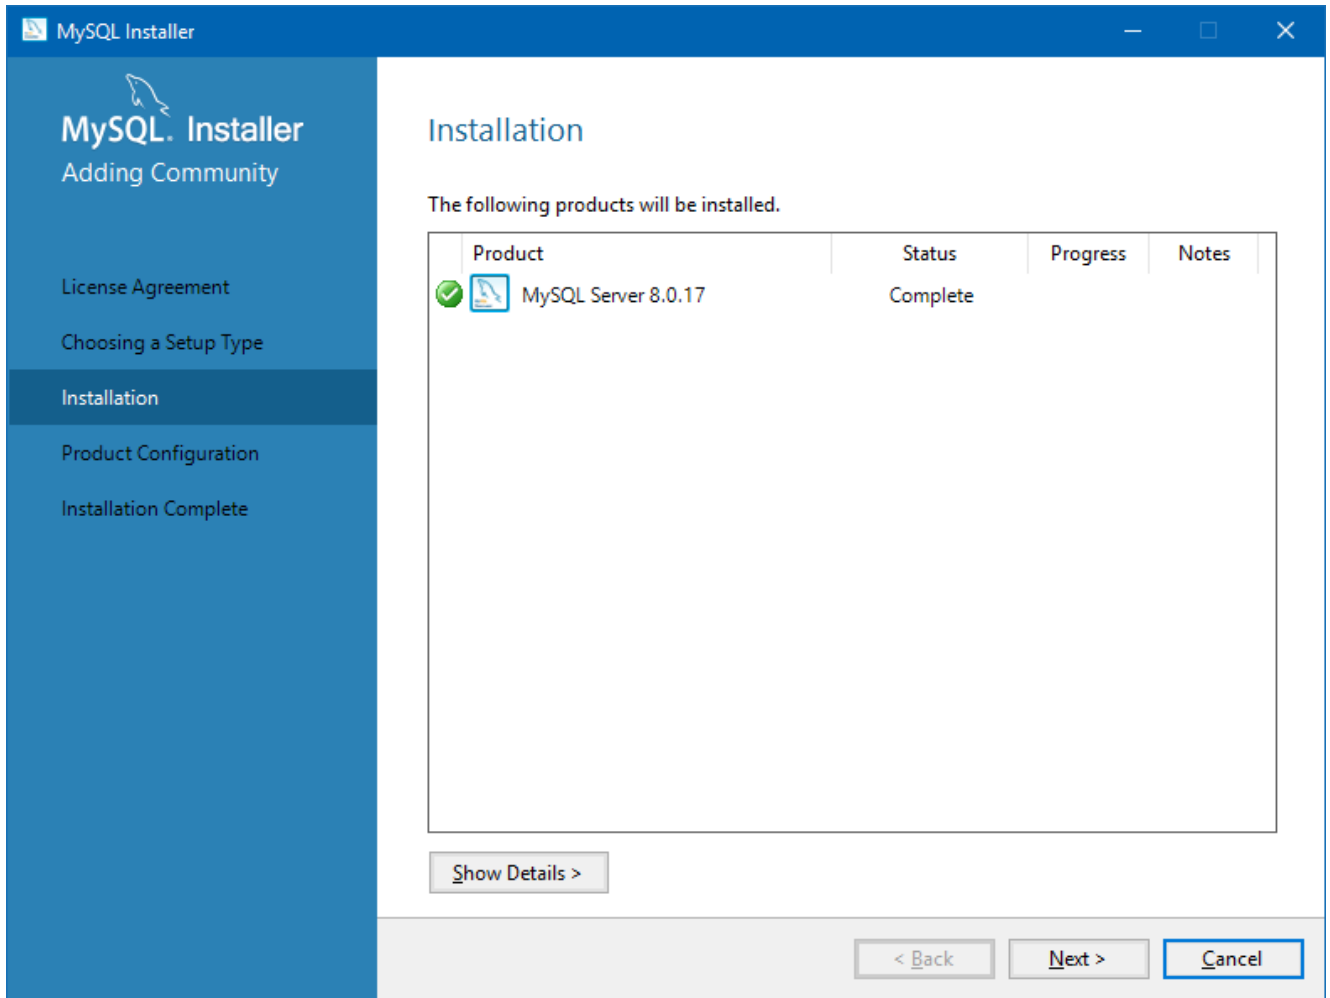 MySQL Installer
MySQL. Installer
Adding Community
License Agreement
Choosing a Setup Type
Installation
Product Configuration
Installation Complete
Installation
The following products will be installed.
Product Status Progress Notes
MySQL Server 8.0.17 Complete
Show Details >
< Back Next > Cancel